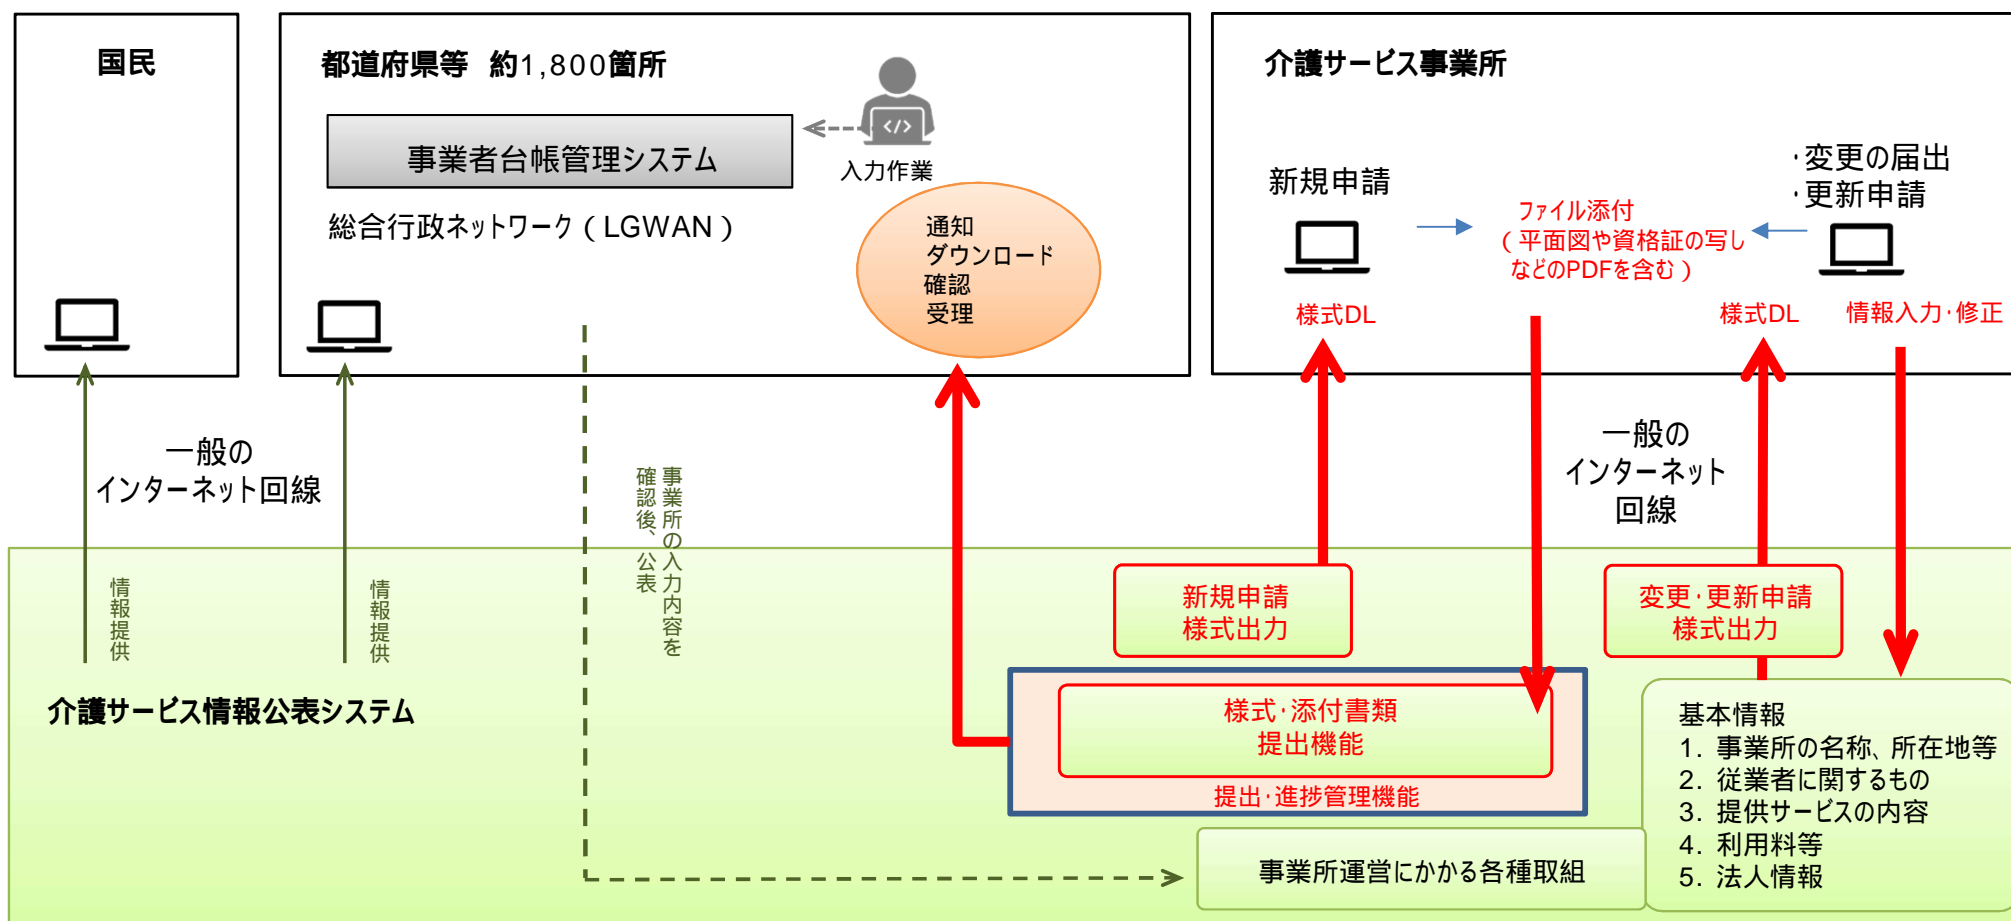 国民
都道府県等 約1,800箇所
事業者台帳管理システム
入力作業
総合行政ネットワーク（LGWAN）
通知
ダウンロード
確認
受理
介護サービス事業所
新規申請
・変更の届出
・更新申請
ファイル添付
（平面図や資格証の写し
などのPDFを含む）
様式DL
様式DL
情報入力・修正
一般の
インターネット回線
事業所の入力内容を
確認後、公表
一般の
インターネット
回線
情報提供
情報提供
新規申請
様式出力
変更・更新申請
様式出力
介護サービス情報公表システム
様式・添付書類
提出機能
提出・進捗管理機能
基本情報
1. 事業所の名称、所在地等
2. 従業者に関するもの
3. 提供サービスの内容
4. 利用料等
5. 法人情報
事業所運営にかかる各種取組